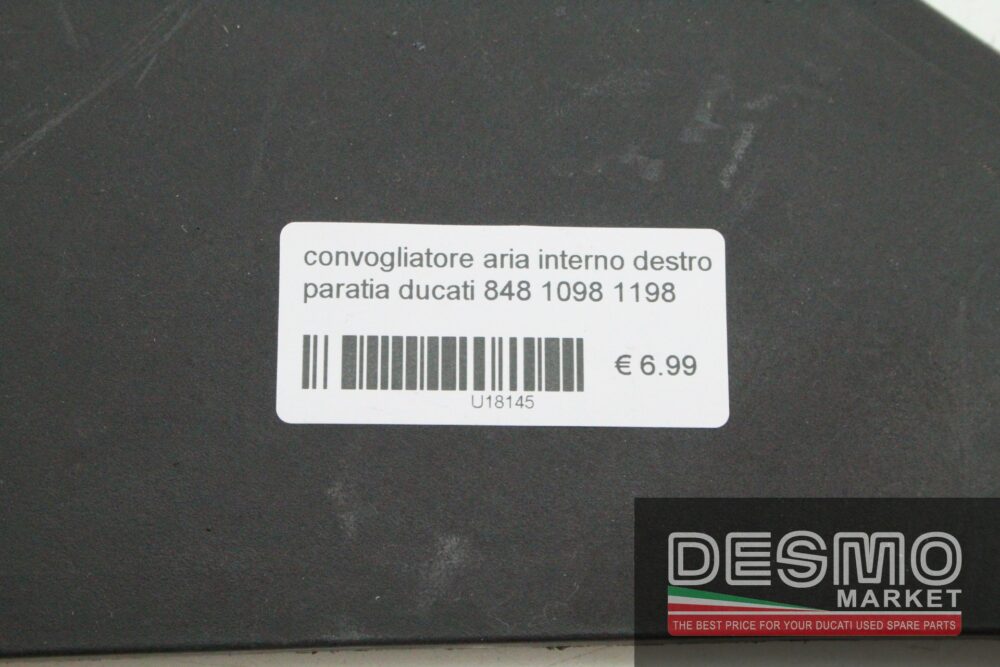 convogliatore aria interno destro
paratia ducati 848 1098 1198
€ 6.99
U18145
DESMO
MARKET
THE BEST PRICE FOR YOUR DUCATI USED SPARE PARTS